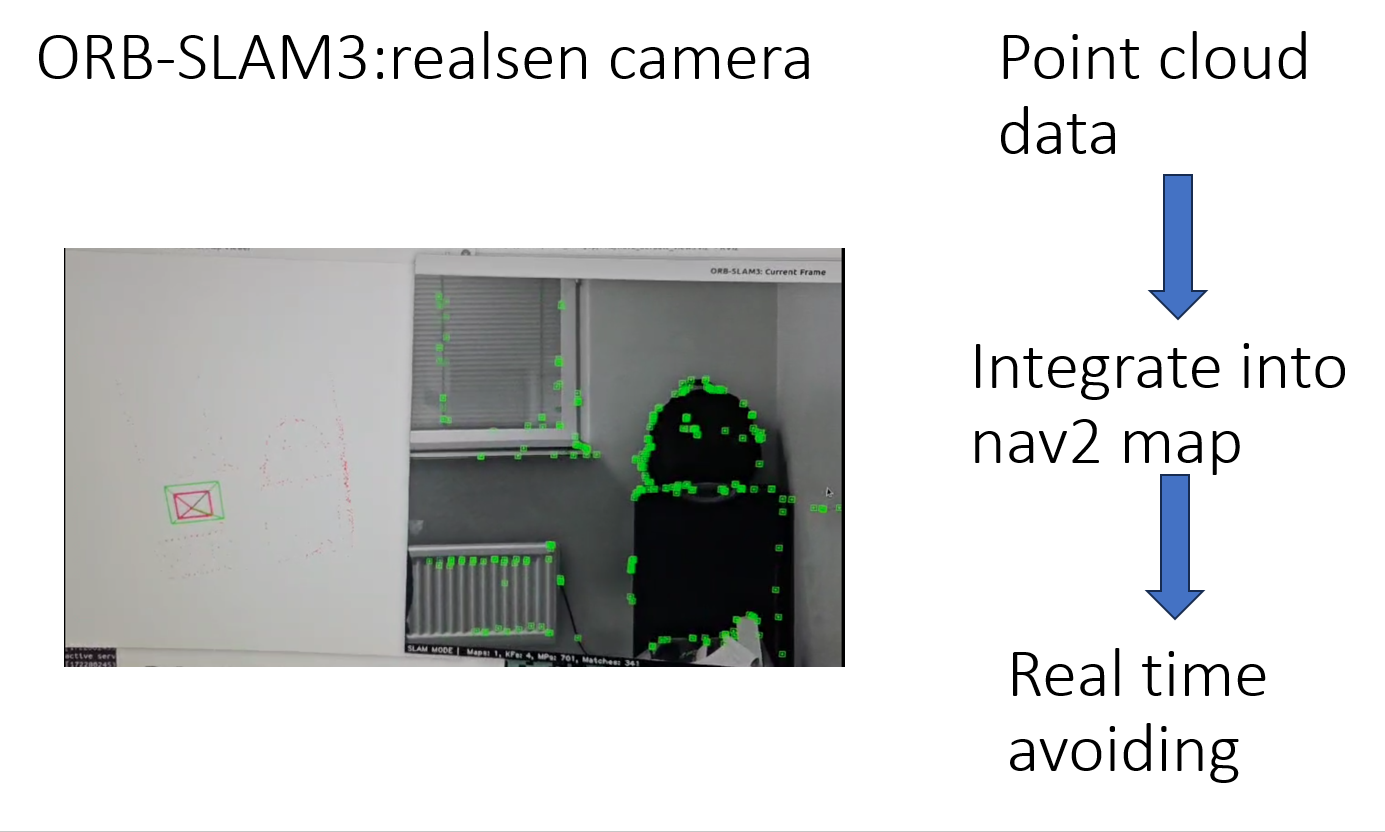 ORB-SLAM3:realsen camera
Point cloud
data
Integrate into
nav2 map
Real time
avoiding
ORB-SLAM3: Current Frame
SLAM MODE | Maps: 1, KFs: 4, MPs: 701, Matches: 341